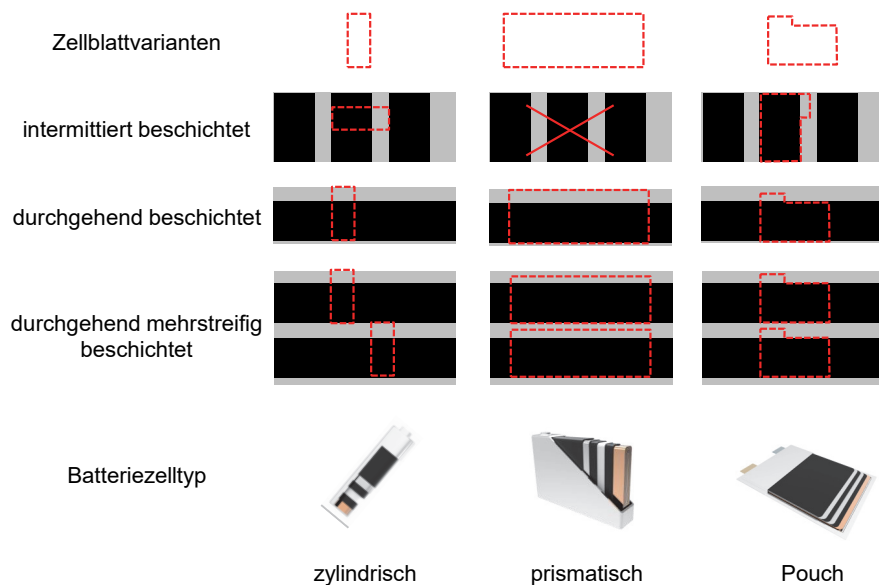 Zellblattvarianten
intermittiert beschichtet
durchgehend beschichtet
durchgehend mehrstreifig
beschichtet
Batteriezelltyp
zylindrisch
prismatisch
Pouch